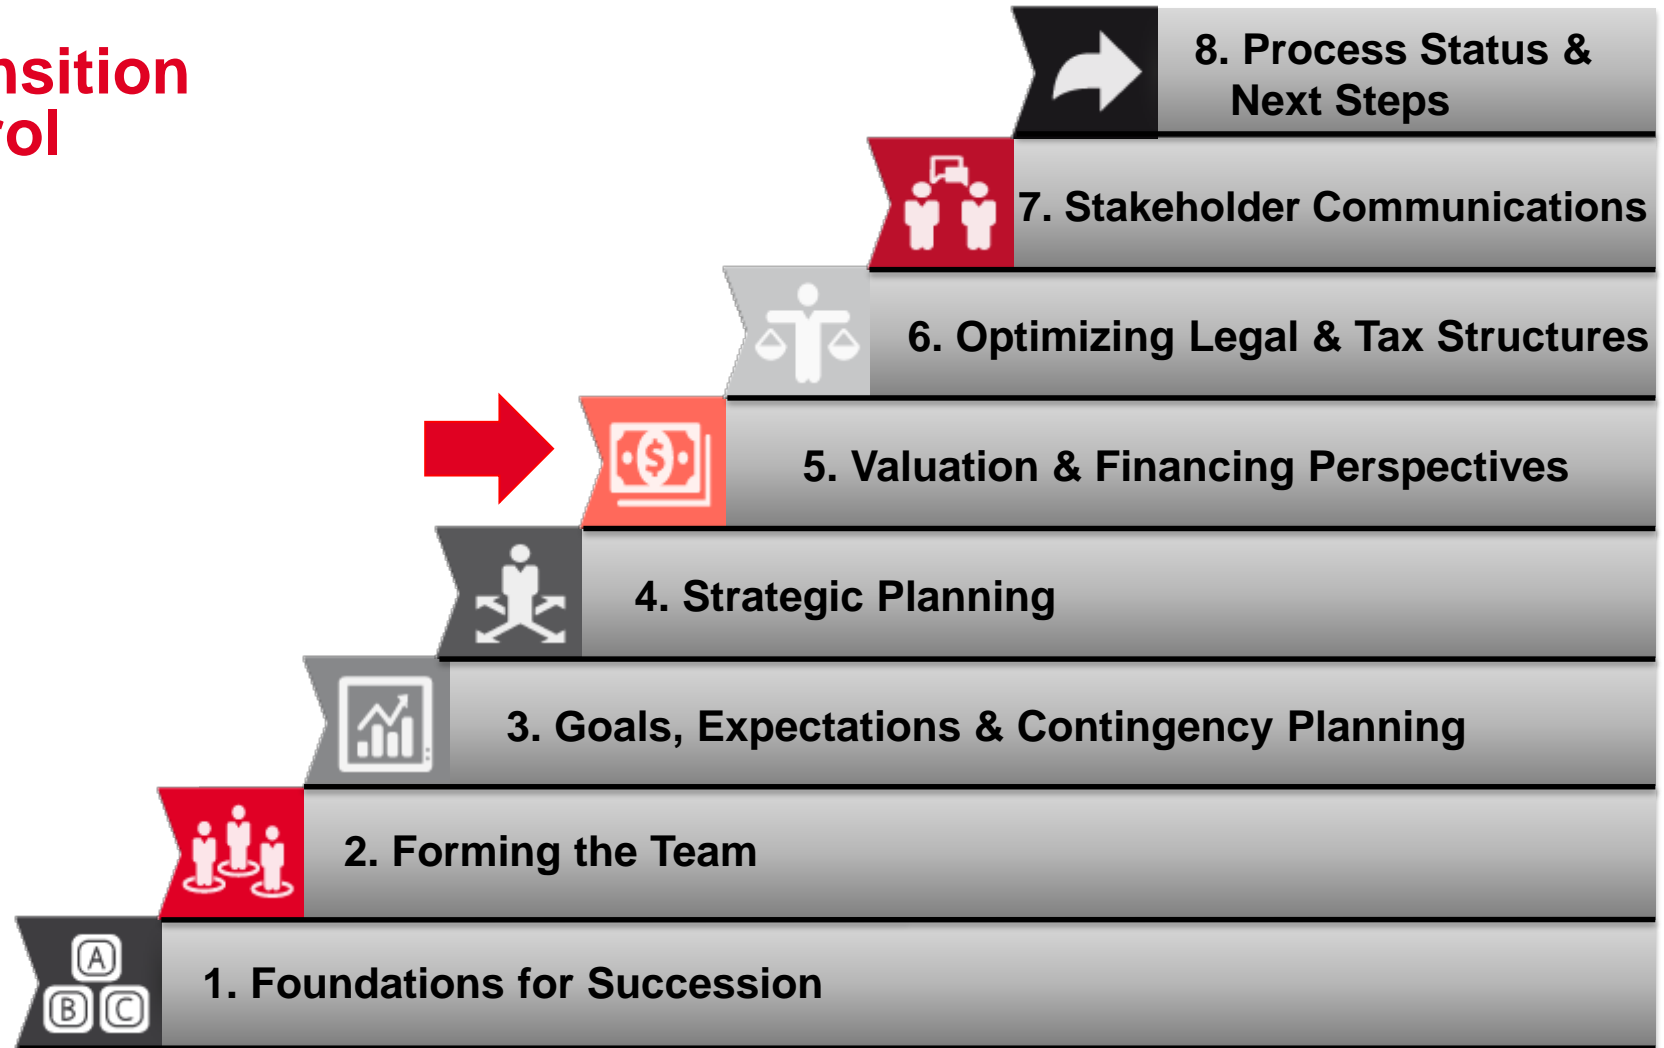 nsition
rol
8. Process Status &
Next Steps
7. Stakeholder Communications
6. Optimizing Legal & Tax Structures
$
5. Valuation & Financing Perspectives
4. Strategic Planning
3. Goals, Expectations & Contingency Planning
2. Forming the Team
A
B C
1. Foundations for Succession